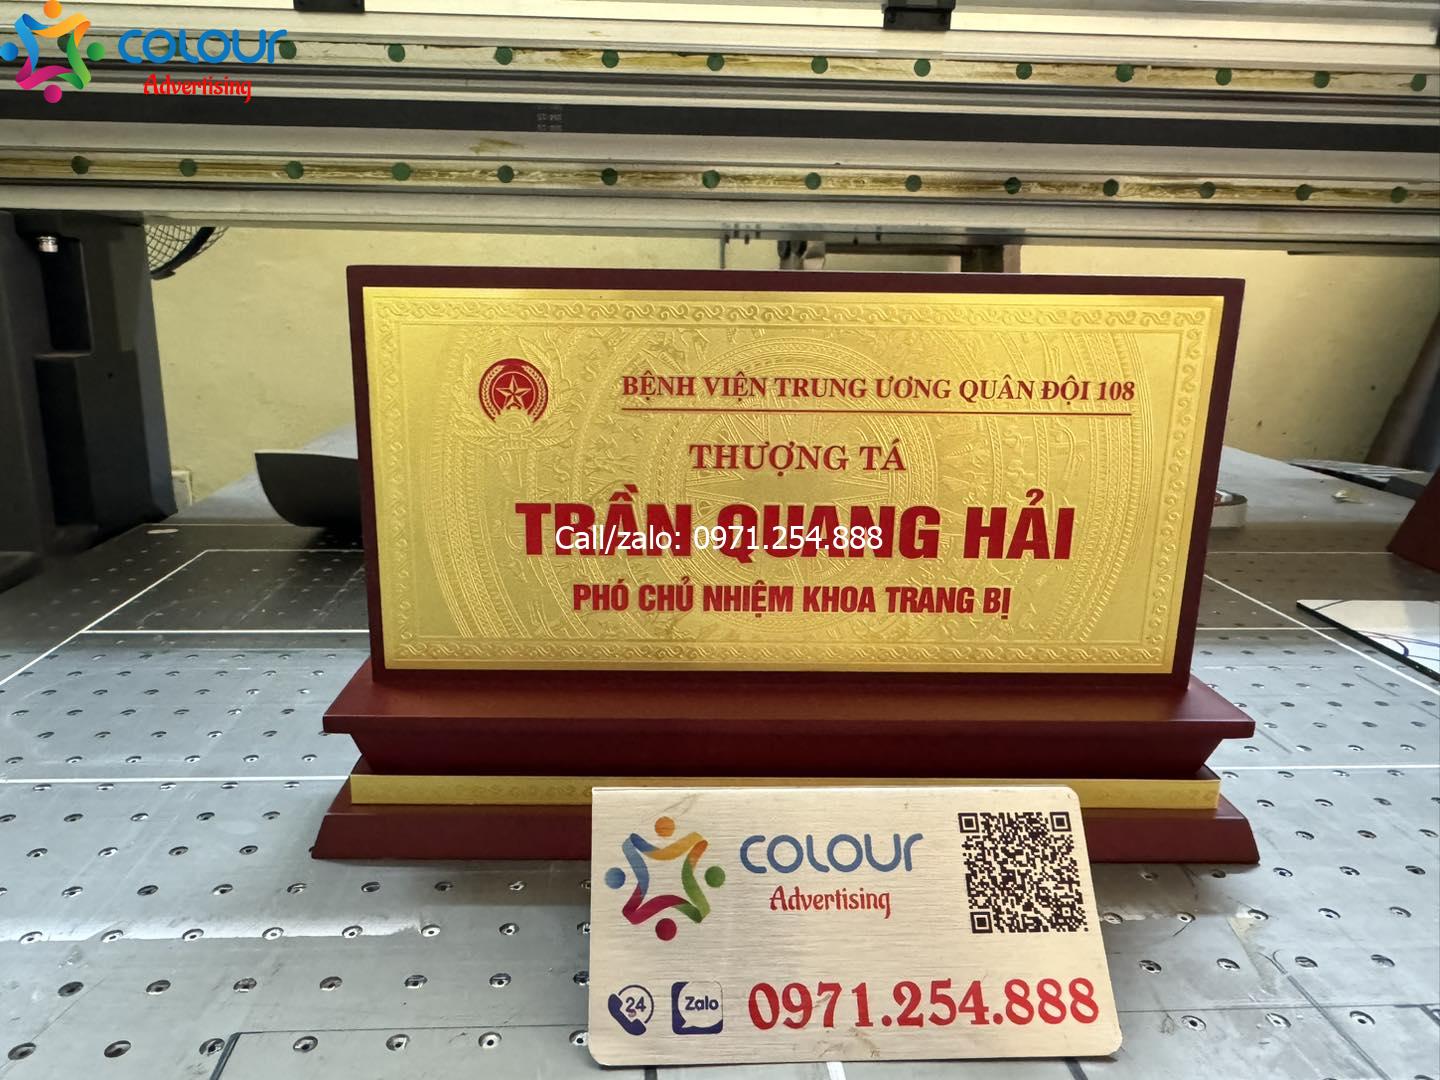 COLOUR
Advertising
BỆNH VIỆN TRUNG ƯƠNG QUÂN ĐỘI 108
THƯỢNG TÁ
TRẦN QUANG HẢI
Call/zalo: 0971.254.888
PHÓ CHỦ NHIỆM KHOA TRANG BỊ
COLOUR
Advertising
24
Zalo
0971.254.888